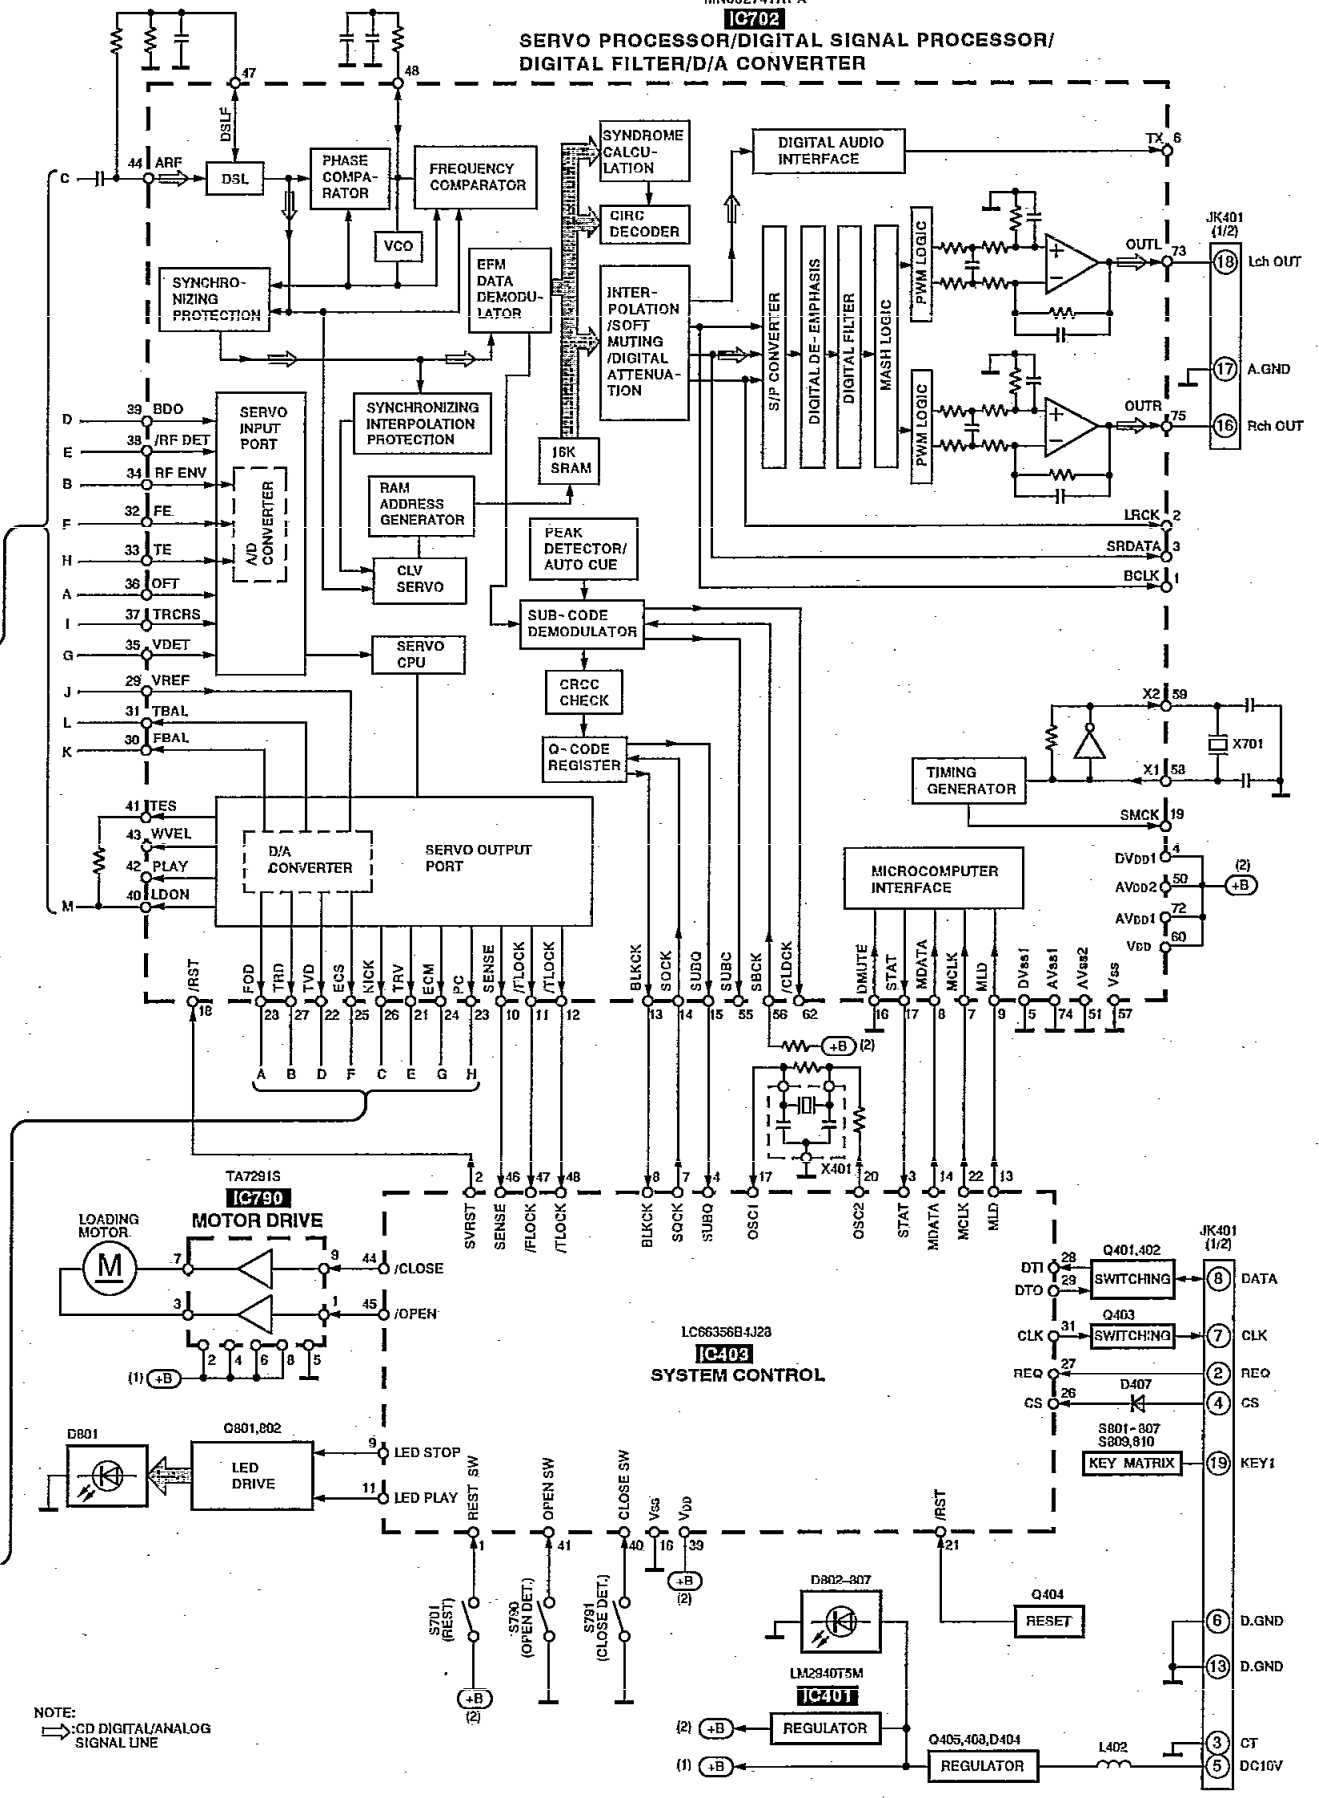 IC702
SERVO PROCESSOR/DIGITAL SIGNAL PROCESSOR/
DIGITAL FILTER/D/A CONVERTER
47
48
DSLF
C
44 ARF
DSL
PHASE
COMPA-
RATOR
FREQUENCY
COMPARATOR
VCO
SYNCHRO-
NIZING
PROTECTION
EFM
DATA
DEMODU-
LATOR
SYNDROME
CALCU-
LATION
CIRC
DECODER
INTER-
POLATION
/SOFT
MUTING
/DIGITAL
ATTENUA-
TION
DIGITAL AUDIO
INTERFACE
TX 6
S/P CONVERTER
DIGITAL DE-EMPHASIS
DIGITAL FILTER
MASH LOGIC
PWM LOGIC
PWM LOGIC
OUTL 73
OUTR 75
JK401
(1/2)
18 Lch OUT
17 A.GND
16 Rch OUT
SYNCHRONIZING
INTERPOLATION
PROTECTION
16K
SRAM
RAM
ADDRESS
GENERATOR
CLV
SERVO
PEAK
DETECTOR/
AUTO CUE
LRCK 2
SRDATA 3
BCLK 1
D 39 BDO
E 38 /RF DET
B 34 RF ENV
F 32 FE
H 33 TE
A 36 OFT
I 37 TRCRS
G 35 VDET
J 29 VREF
L 31 TBAL
K 30 FBAL
SERVO
INPUT
PORT
A/D
CONVERTER
SERVO
CPU
SUB-CODE
DEMODULATOR
CRCC
CHECK
Q-CODE
REGISTER
X2 59
X701
X1 58
TIMING
GENERATOR
SMCK 19
41 TES
43 WVEL
42 PLAY
M 40 LDON
D/A
CONVERTER
SERVO OUTPUT
PORT
MICROCOMPUTER
INTERFACE
DVDD1 4
AVDD2 50
AVDD1 72
VDD 60
(2)
+B
/RST
FOD
TRD
TVD
ECS
KICK
TRV
ECM
PC
SENSE
/FLOCK
/TLOCK
BLKCK
SQCK
SUBQ
SUBC
SBCK
/CLDCK
DMUTE
STAT
MDATA
MCLK
MLD
DVss1
AVss1
AVss2
Vss
18 28 27 22 25 26 21 24 23 10 11 12 13 14 15 55 56 62 16 17 8 7 9 5 74 51 57
A B D F C E G H
+B (2)
X401
2 46 47 48 8 7 4 17 20 3 14 22 13
SVRST
SENSE
/FLOCK
/TLOCK
BLKCK
SQCK
SUBQ
OSC1
OSC2
STAT
MDATA
MCLK
MLD
TA7291S
IC790
MOTOR DRIVE
LOADING
MOTOR
M
7
9
44 /CLOSE
3
1
45 /OPEN
2 4 6 8 5
(1) +B
LC66356B4J28
IC403
SYSTEM CONTROL
DTI 28
DTO 29
CLK 31
REQ 27
CS 26
Q401,402
SWITCHING
Q403
SWITCHING
D407
S801-807
S809,810
KEY MATRIX
JK401
(1/2)
8 DATA
7 CLK
2 REQ
4 CS
19 KEY1
D801
Q801,802
LED
DRIVE
9 LED STOP
11 LED PLAY
REST SW
OPEN SW
CLOSE SW
Vss
VDD
/RST
1 41 40 16 39 21
+B
(2)
S701
(REST)
S790
(OPEN DET.)
S791
(CLOSE DET.)
+B
(2)
D802-807
Q404
RESET
6 D.GND
13 D.GND
LM2940T5M
IC401
(2) +B
REGULATOR
(1) +B
Q405,408,D404
REGULATOR
L402
3 CT
5 DC10V
NOTE:
:CD DIGITAL/ANALOG
SIGNAL LINE